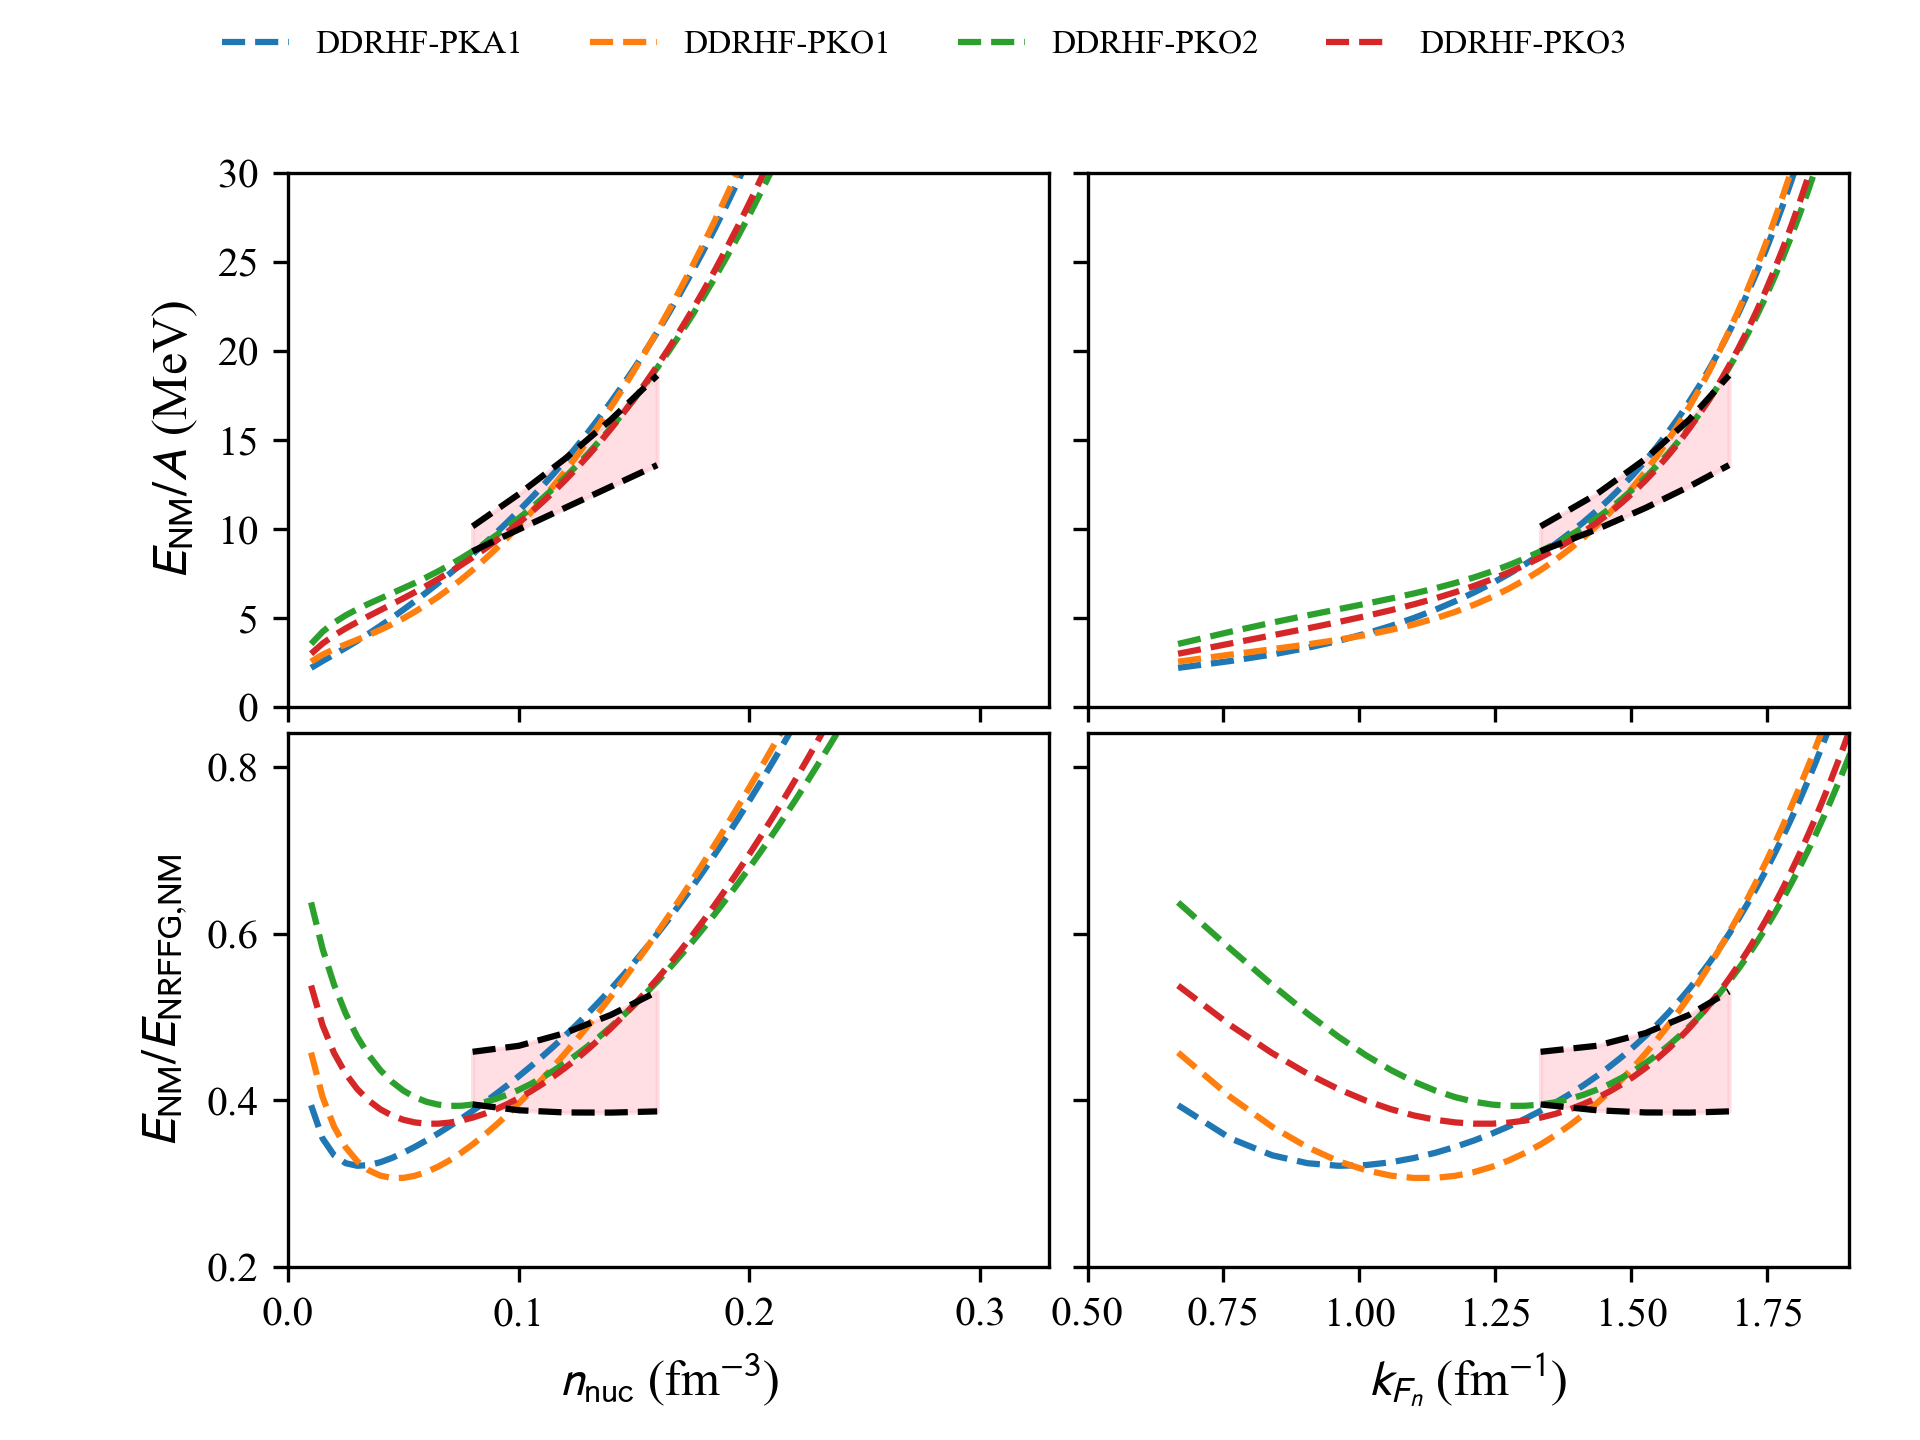 DDRHF-PKA1 DDRHF-PKO1 DDRHF-PKO2 DDRHF-PKO3
30
25
20
15
10
5
0
E_NM/A (MeV)
0.8
0.6
0.4
0.2
E_NM/E_NRFFG,NM
0.0 0.1 0.2 0.3
0.50 0.75 1.00 1.25 1.50 1.75
n_nuc (fm⁻³)
k_{F_n} (fm⁻¹)